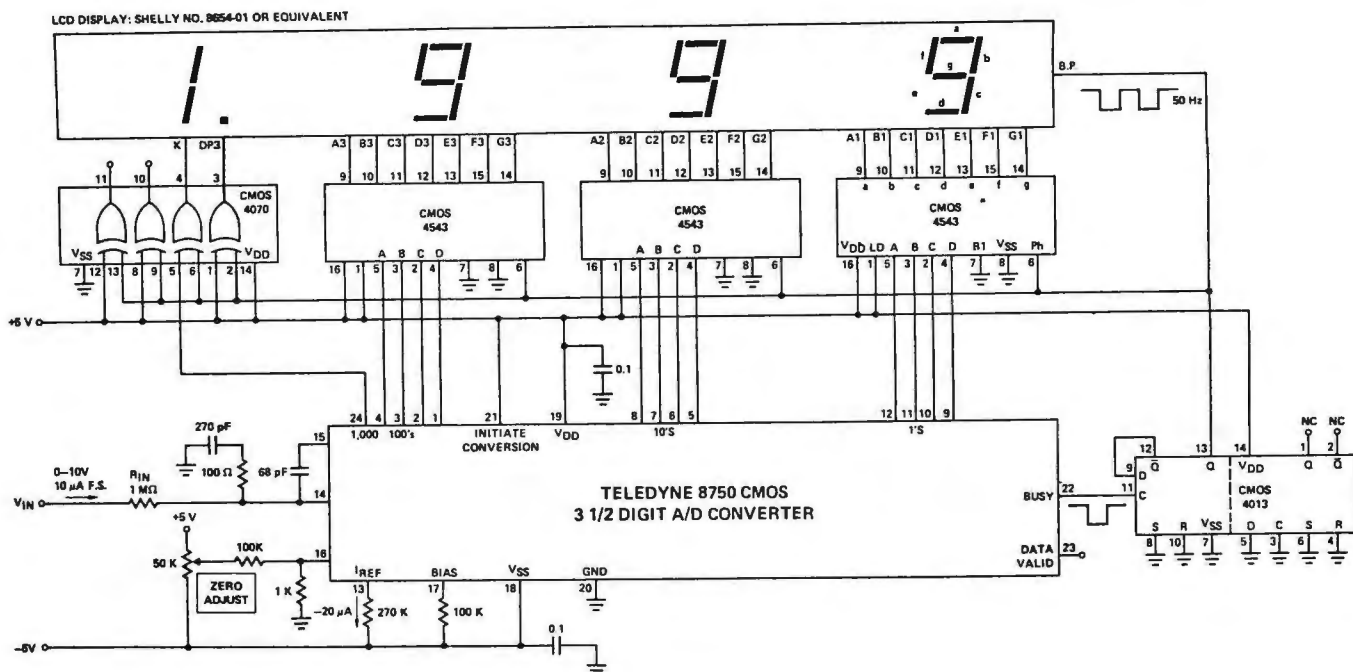 LCD DISPLAY: SHELLY NO. 8654-01 OR EQUIVALENT
1. 9 9 9
a
f b
g
e c
d
B.P.
50 Hz
K DP3 A3 B3 C3 D3 E3 F3 G3 A2 B2 C2 D2 E2 F2 G2 A1 B1 C1 D1 E1 F1 G1
11 10 4 3 9 10 11 12 13 15 14 9 10 11 12 13 15 14 9 10 11 12 13 15 14
a b c d e f g
CMOS
4070
CMOS
4543
CMOS
4543
CMOS
4543
VSS VDD A B C D A B C D VDD LD A B C D R1 VSS Ph
7 12 13 8 9 5 6 1 2 14 16 1 5 3 2 4 7 8 6 16 1 5 3 2 4 7 8 6 16 1 5 3 2 4 7 8 6
+5 V
0.1
24 4 3 2 1 21 19 8 7 6 5 12 11 10 9
1,000 100's INITIATE CONVERSION VDD 10'S 1'S
270 pF
100 Ω
68 pF
15
0–10V
10 µA F.S.
RIN
1 MΩ
VIN
14
TELEDYNE 8750 CMOS
3 1/2 DIGIT A/D CONVERTER
BUSY 22
DATA VALID 23
NC NC
12 13 14 1 2
Q̄ Q VDD Q Q̄
9 D
11 C
CMOS
4013
S R VSS D C S R
8 10 7 5 3 6 4
+5 V
50 K
100K
16
ZERO
ADJUST
1 K
IREF BIAS VSS GND
13 17 18 20
–20 µA
270 K
100 K
0.1
–5V